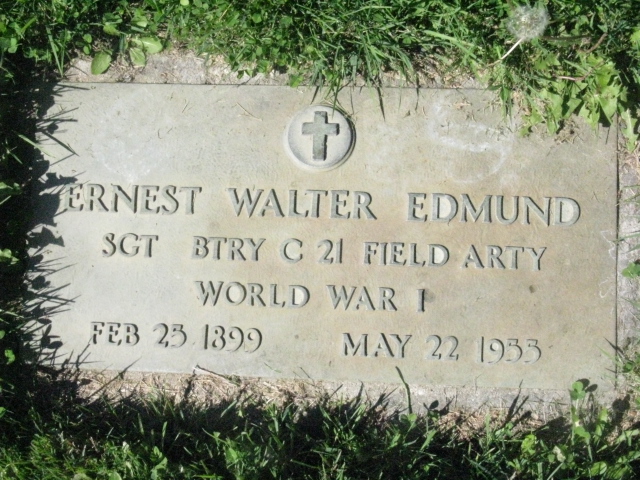 ERNEST WALTER EDMUND
SGT BTRY C 21 FIELD ARTY
WORLD WAR I
FEB 25 1899 MAY 22 1955